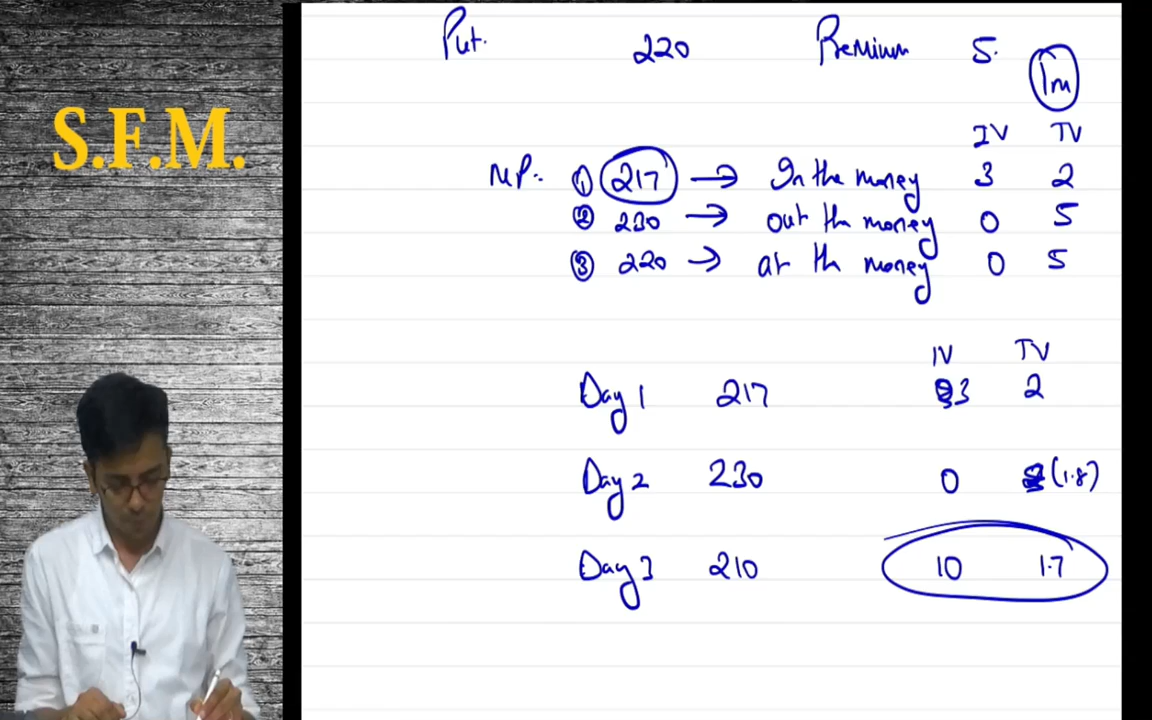 S.F.M.
Put. 220 Premium 5.
1m
IV TV
MP:- ① 217 → In the money 3 2
② 230 → out the money 0 5
③ 220 → at the money 0 5
IV TV
Day 1 217 3 2
Day 2 230 0 (1.8)
Day 3 210 10 1.7